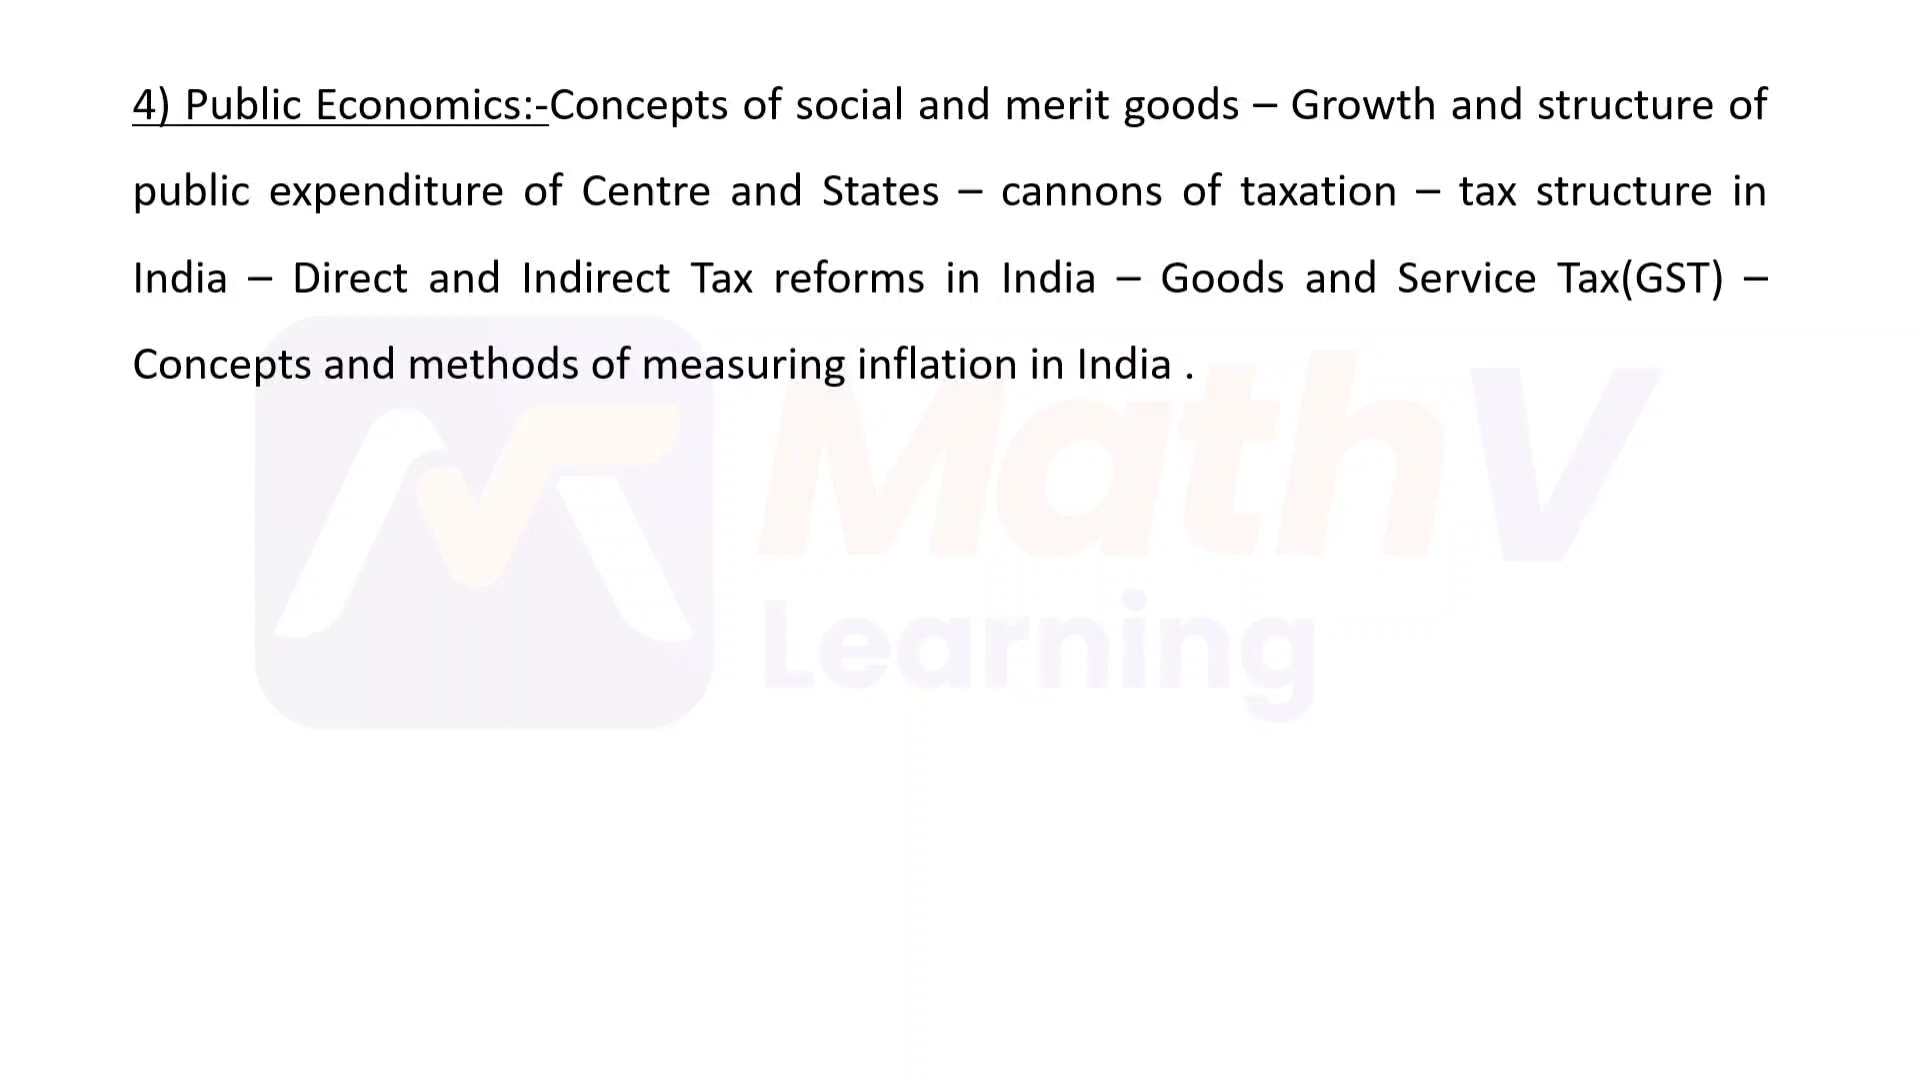 4) Public Economics:-Concepts of social and merit goods – Growth and structure of
public expenditure of Centre and States – cannons of taxation – tax structure in
India – Direct and Indirect Tax reforms in India – Goods and Service Tax(GST) –
Concepts and methods of measuring inflation in India .
MathV
Learning